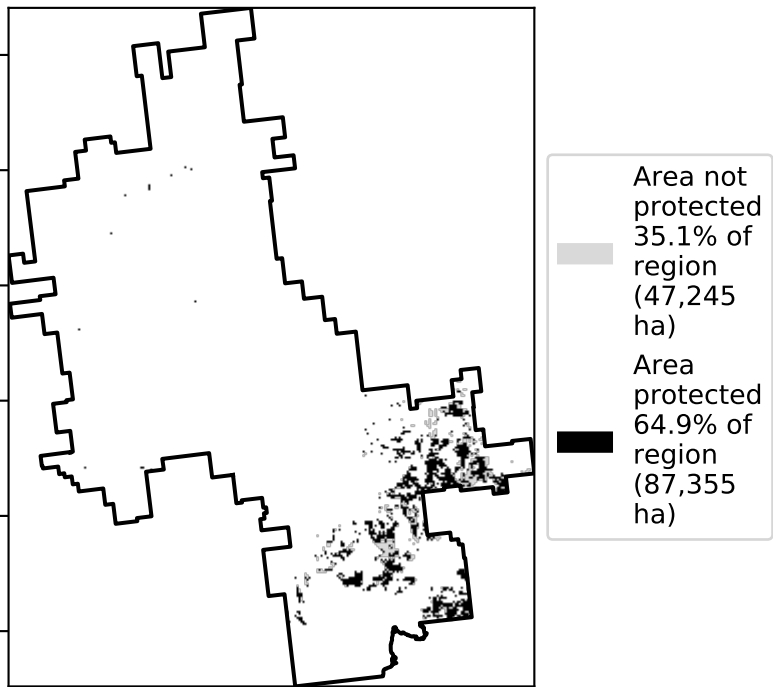 Area not
protected
35.1% of
region
(47,245
ha)
Area
protected
64.9% of
region
(87,355
ha)